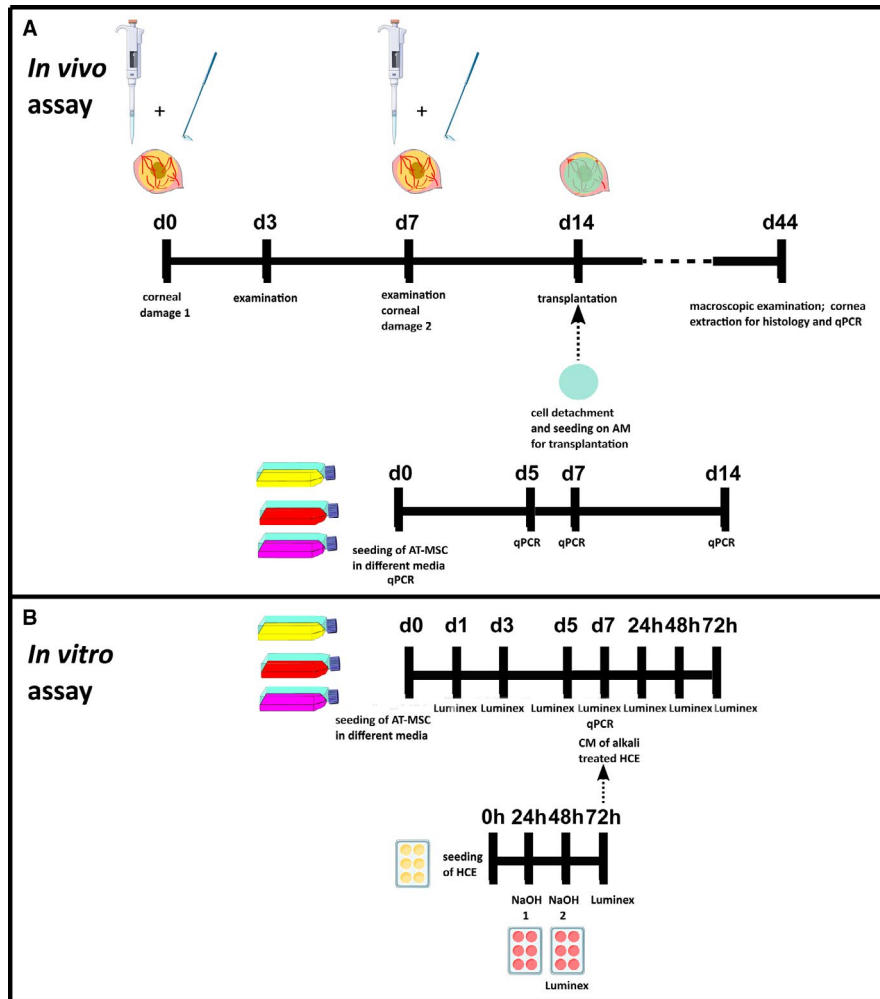 A
In vivo
assay
+
+
d0 d3 d7 d14 d44
corneal
damage 1
examination
examination
corneal
damage 2
transplantation
macroscopic examination; cornea
extraction for histology and qPCR
cell detachment
and seeding on AM
for transplantation
d0 d5 d7 d14
seeding of AT-MSC
in different media
qPCR
qPCR
qPCR
qPCR
B
In vitro
assay
d0 d1 d3 d5 d7 24h 48h 72h
seeding of AT-MSC
in different media
Luminex Luminex Luminex Luminex Luminex Luminex Luminex
qPCR
CM of alkali
treated HCE
0h 24h 48h 72h
seeding
of HCE
NaOH
1
NaOH
2
Luminex
Luminex